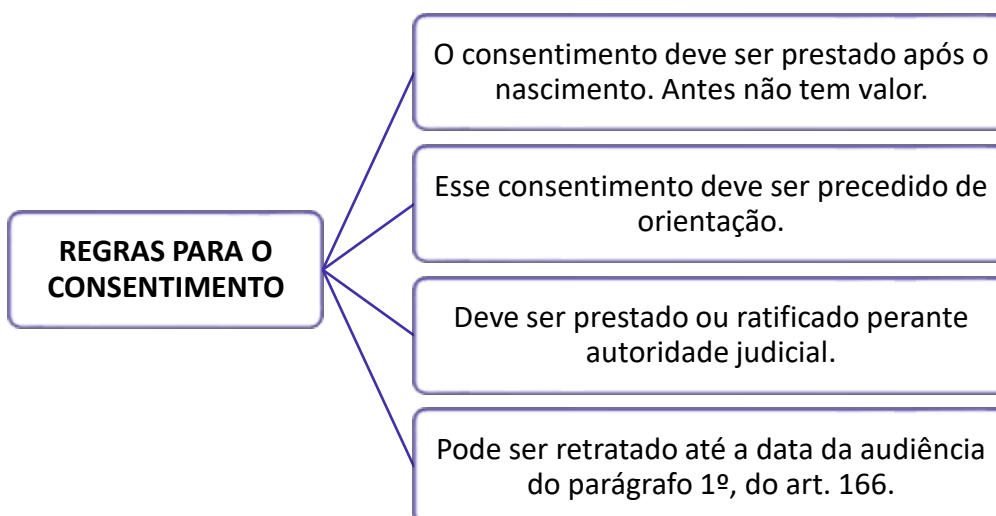 REGRAS PARA O
CONSENTIMENTO
O consentimento deve ser prestado após o
nascimento. Antes não tem valor.
Esse consentimento deve ser precedido de
orientação.
Deve ser prestado ou ratificado perante
autoridade judicial.
Pode ser retratado até a data da audiência
do parágrafo 1º, do art. 166.